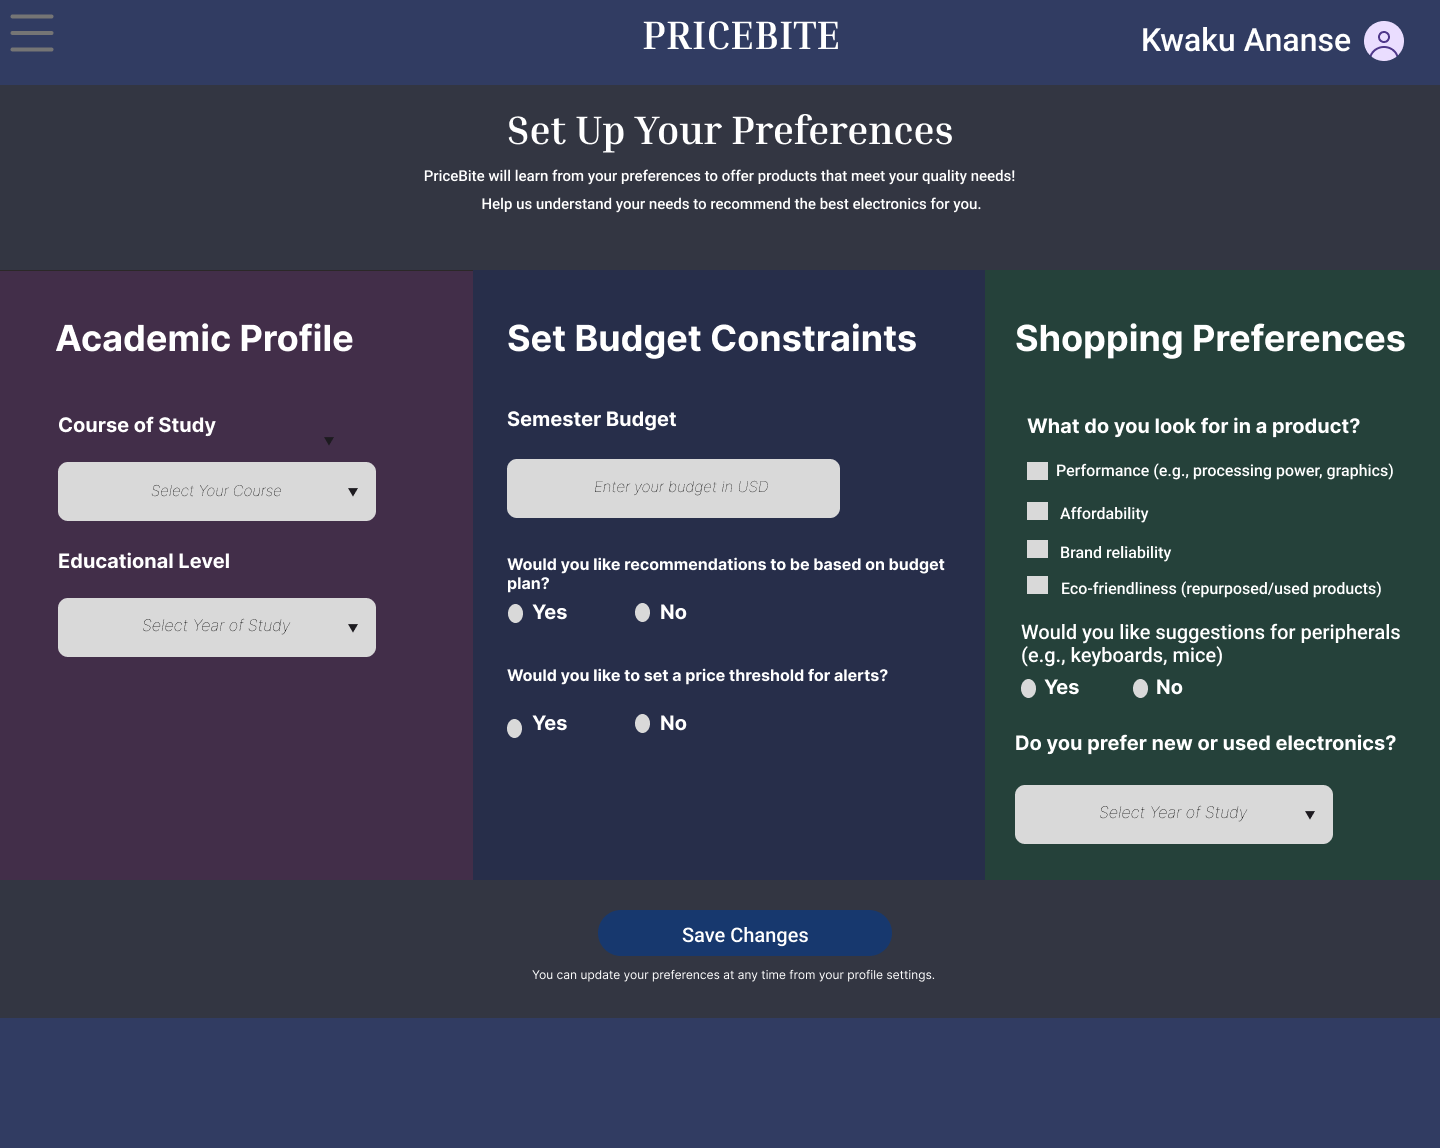 PRICEBITE
Kwaku Ananse
Set Up Your Preferences
PriceBite will learn from your preferences to offer products that meet your quality needs!
Help us understand your needs to recommend the best electronics for you.
Academic Profile
Course of Study
Select Your Course
Educational Level
Select Year of Study
Set Budget Constraints
Semester Budget
Enter your budget in USD
Would you like recommendations to be based on budget
plan?
Yes No
Would you like to set a price threshold for alerts?
Yes No
Shopping Preferences
What do you look for in a product?
Performance (e.g., processing power, graphics)
Affordability
Brand reliability
Eco-friendliness (repurposed/used products)
Would you like suggestions for peripherals
(e.g., keyboards, mice)
Yes No
Do you prefer new or used electronics?
Select Year of Study
Save Changes
You can update your preferences at any time from your profile settings.